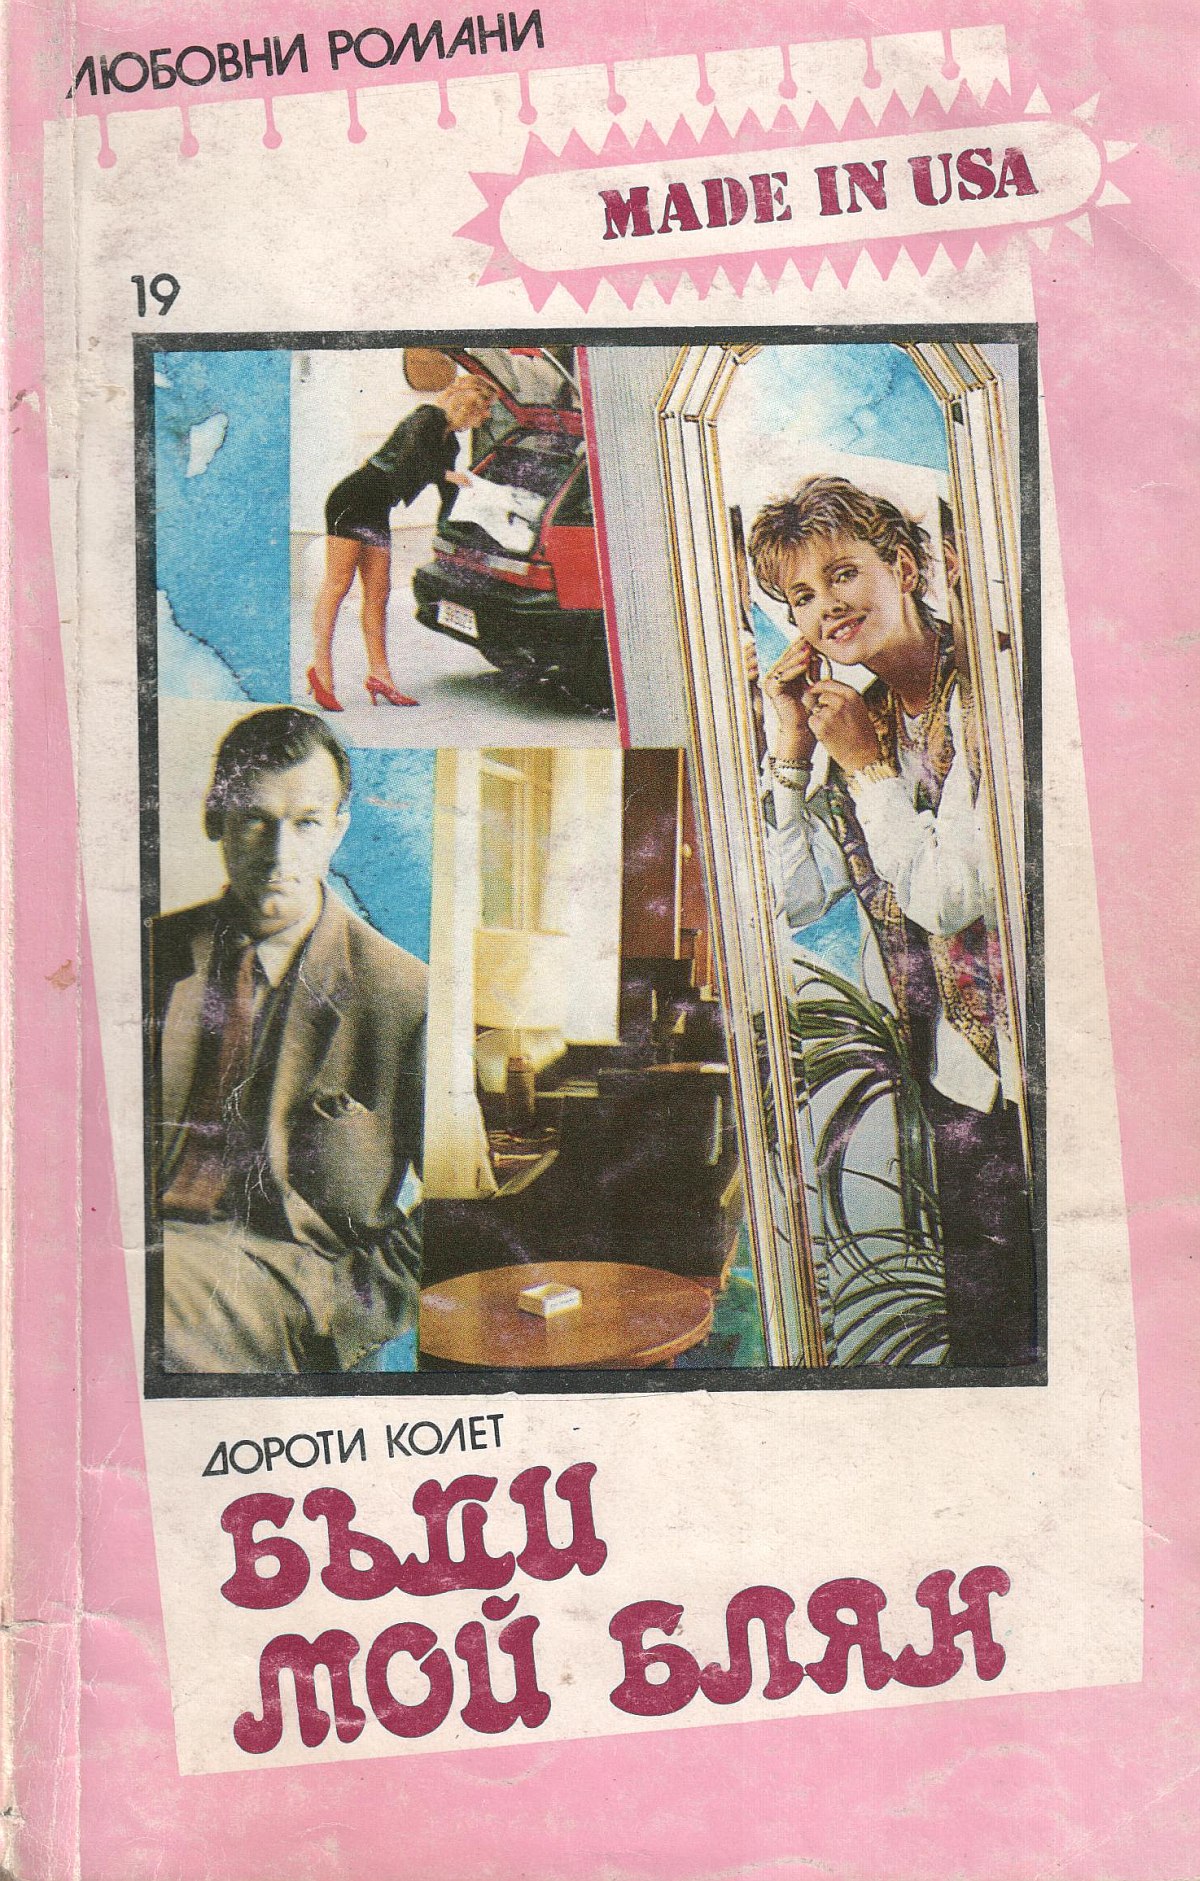 ЛЮБОВНИ РОМАНИ
MADE IN USA
19
ДОРОТИ КОЛЕТ
БЪДИ
МОЙ БЛЯН